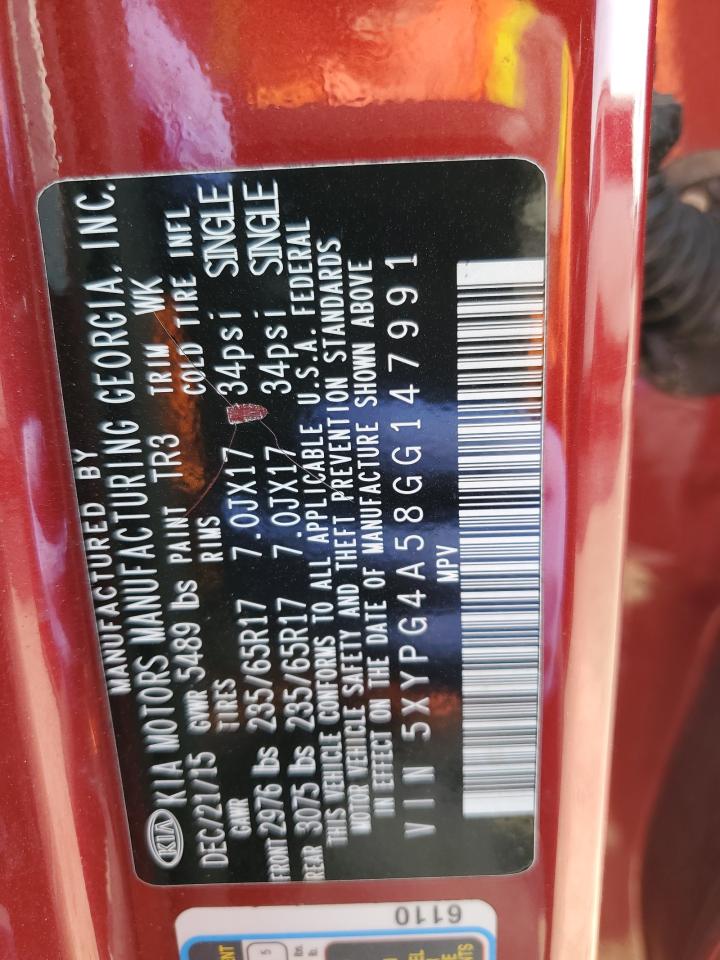 MANUFACTURED BY
KIA KIA MOTORS MANUFACTURING GEORGIA, INC.
DEC/21/15 GVWR 5489 lbs PAINT TR3 TRIM WK
GAWR TIRES RIMS COLD TIRE INFL
FRONT 2976 lbs 235/65R17 7.0JX17 34psi SINGLE
REAR 3075 lbs 235/65R17 7.0JX17 34psi SINGLE
THIS VEHICLE CONFORMS TO ALL APPLICABLE U.S.A. FEDERAL
MOTOR VEHICLE SAFETY AND THEFT PREVENTION STANDARDS
IN EFFECT ON THE DATE OF MANUFACTURE SHOWN ABOVE
VIN 5XYPG4A58GG147991
MPV
6110
5